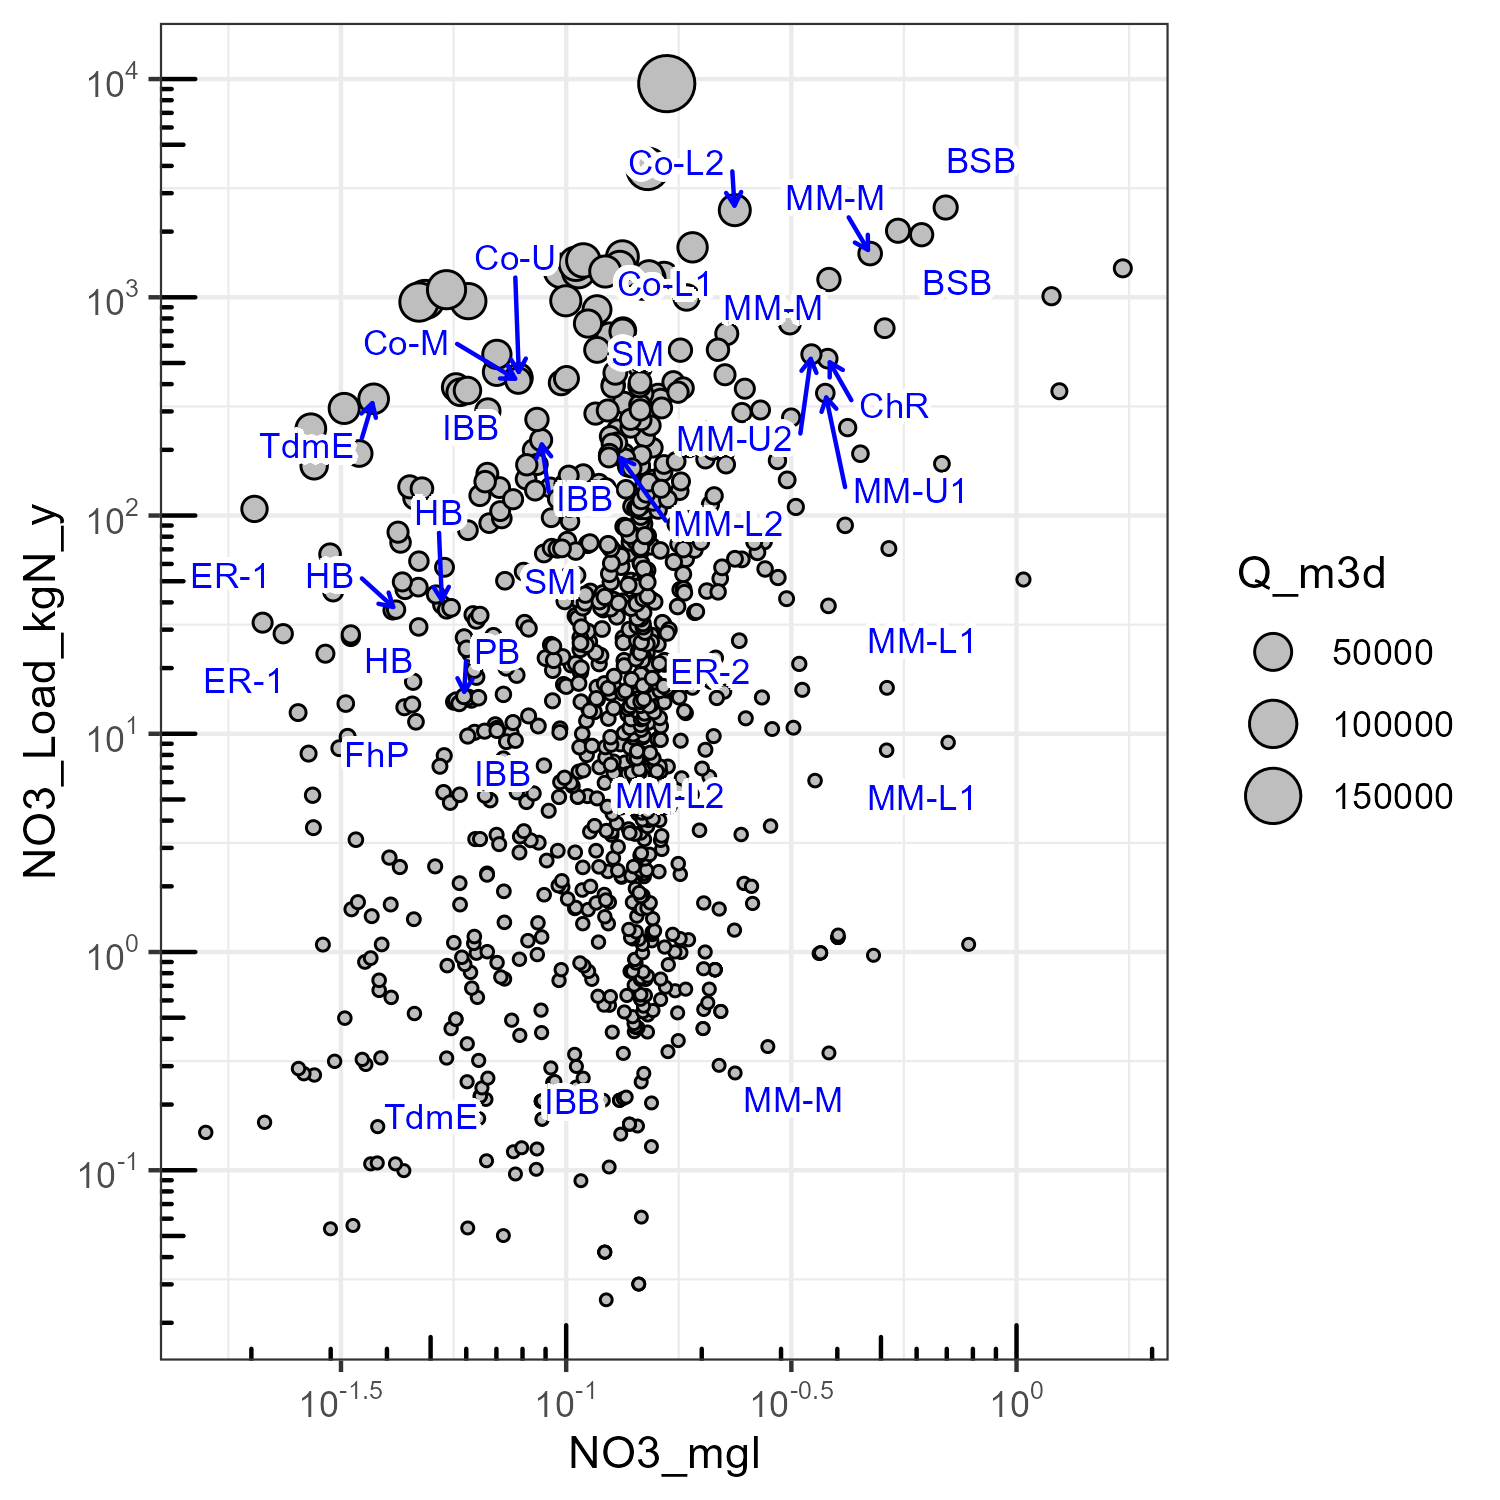 NO3_Load_kgN_y
10^4
10^3
10^2
10^1
10^0
10^-1
Co-L2
BSB
MM-M
Co-U
Co-L1
BSB
MM-M
Co-M
SM
ChR
IBB
TdmE
MM-U2
MM-U1
IBB
HB
MM-L2
ER-1
HB
SM
MM-L1
PB
HB
ER-2
ER-1
FhP
IBB
MM-L2
MM-L1
TdmE
IBB
MM-M
10^-1.5
10^-1
10^-0.5
10^0
NO3_mgl
Q_m3d
50000
100000
150000